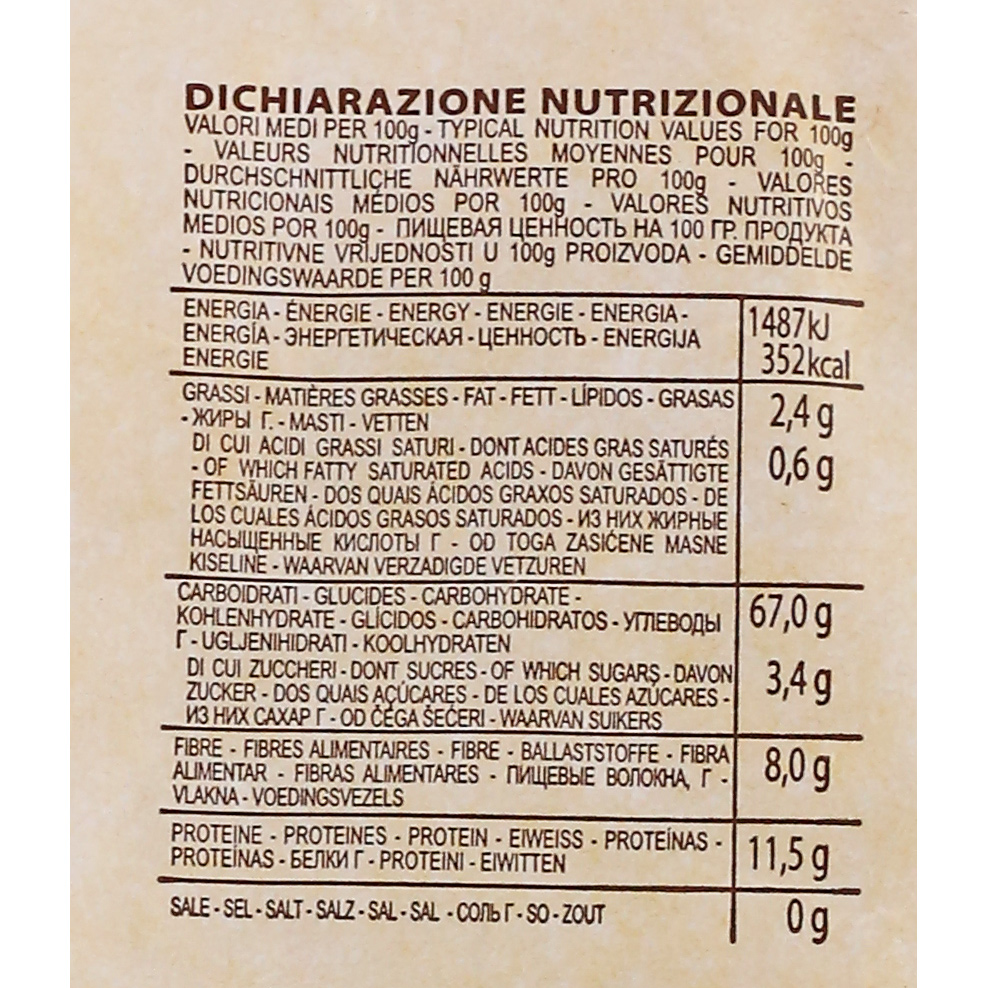 DICHIARAZIONE NUTRIZIONALE
VALORI MEDI PER 100g - TYPICAL NUTRITION VALUES FOR 100g
- VALEURS NUTRITIONNELLES MOYENNES POUR 100g -
DURCHSCHNITTLIÇHE NÄHRWERTE PRO 100g - VALORES
NUTRICIONAIS MÉDIOS POR 100g - VALORES NUTRITIVOS
MEDIOS POR 100g - ПИЩЕВАЯ ЦЕННОСТЬ НА 100 ГР. ПРОДУКТА
- NUTRITIVNE VRIJEDNOSTI U 100g PROIZVODA - GEMIDDELDE
VOEDINGSWAARDE PER 100 g
ENERGIA - ÉNERGIE - ENERGY - ENERGIE - ENERGIA -
ENERGÍA - ЭНЕРГЕТИЧЕСКАЯ - ЦЕННОСТЬ - ENERGIJA
ENERGIE
1487kJ
352kcal
GRASSI - MATIÈRES GRASSES - FAT - FETT - LÍPIDOS - GRASAS
- ЖИРЫ Г. - MASTI - VETTEN
2,4 g
DI CUI ACIDI GRASSI SATURI - DONT ACIDES GRAS SATURÉS
- OF WHICH FATTY SATURATED ACIDS - DAVON GESÄTTIGTE
FETTSÄUREN - DOS QUAIS ÁCIDOS GRAXOS SATURADOS - DE
LOS CUALES ÁCIDOS GRASOS SATURADOS - ИЗ НИХ ЖИРНЫЕ
НАСЫЩЕННЫЕ КИСЛОТЫ Г - OD TOGA ZASIĆENE MASNE
KISELINE - WAARVAN VERZADIGDE VETZUREN
0,6 g
CARBOIDRATI - GLUCIDES - CARBOHYDRATE -
KOHLENHYDRATE - GLÍCIDOS - CARBOHIDRATOS - УГЛЕВОДЫ
Г - UGLJENIHIDRATI - KOOLHYDRATEN
67,0 g
DI CUI ZUCCHERI - DONT SUCRES - OF WHICH SUGARS - DAVON
ZUCKER - DOS QUAIS AÇÚCARES - DE LOS CUALES AZÚCARES -
ИЗ НИХ САХАР Г - OD ČEGA ŠEĆERI - WAARVAN SUIKERS
3,4 g
FIBRE - FIBRES ALIMENTAIRES - FIBRE - BALLASTSTOFFE - FIBRA
ALIMENTAR - FIBRAS ALIMENTARES - ПИЩЕВЫЕ ВОЛОКНА, Г -
VLAKNA - VOEDINGSVEZELS
8,0 g
PROTEINE - PROTEINES - PROTEIN - EIWEISS - PROTEÍNAS -
PROTEÍNAS - БЕЛКИ Г - PROTEINI - EIWITTEN
11,5 g
SALE - SEL - SALT - SALZ - SAL - SAL - СОЛЬ Г - SO - ZOUT
0 g